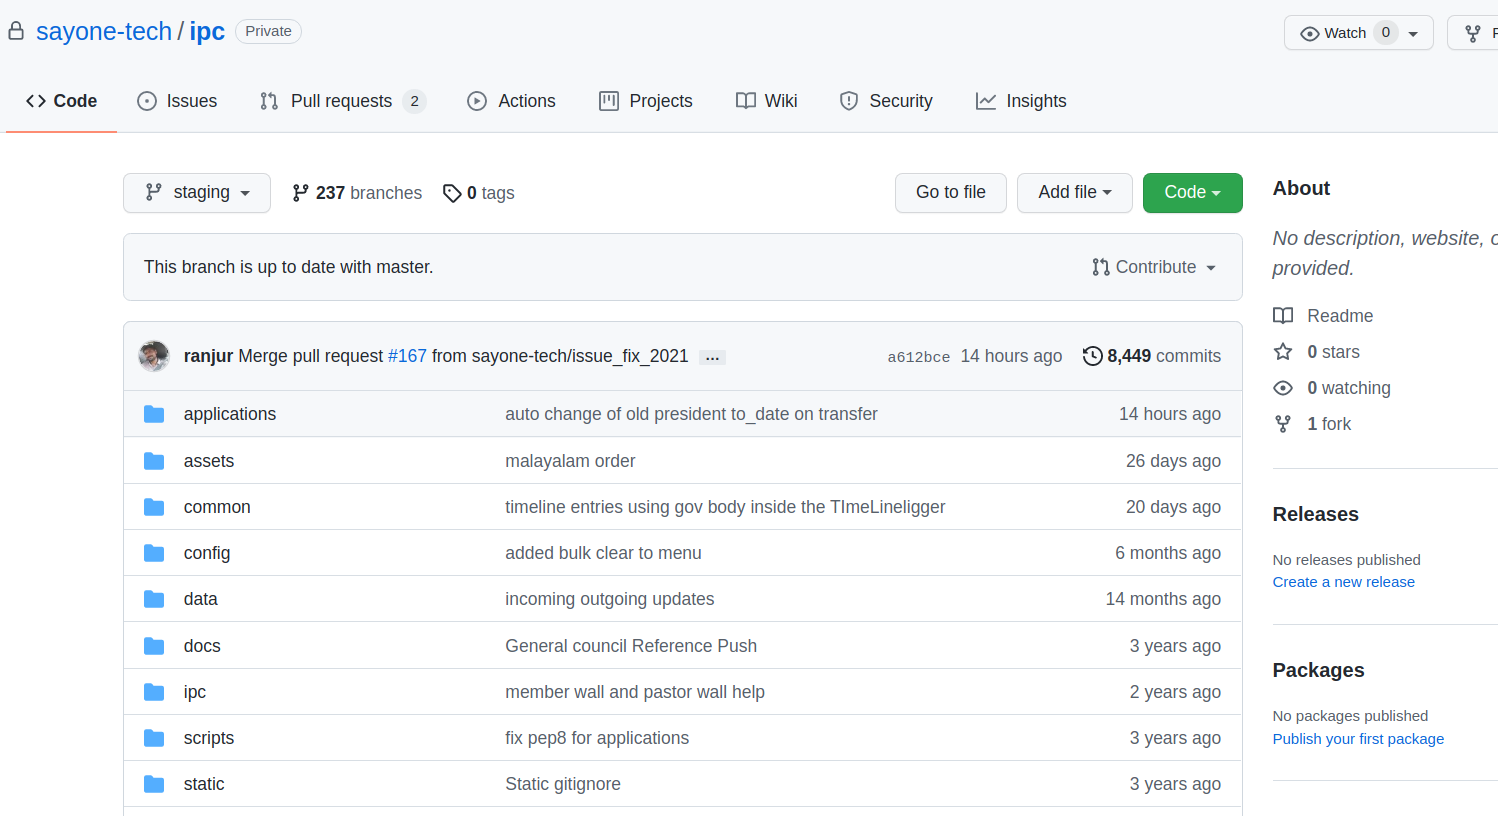 sayone-tech / ipc Private Watch 0
Code Issues Pull requests 2 Actions Projects Wiki Security Insights
staging 237 branches 0 tags Go to file Add file Code
This branch is up to date with master. Contribute
ranjur Merge pull request #167 from sayone-tech/issue_fix_2021 ... a612bce 14 hours ago 8,449 commits
applications auto change of old president to_date on transfer 14 hours ago
assets malayalam order 26 days ago
common timeline entries using gov body inside the TImeLineligger 20 days ago
config added bulk clear to menu 6 months ago
data incoming outgoing updates 14 months ago
docs General council Reference Push 3 years ago
ipc member wall and pastor wall help 2 years ago
scripts fix pep8 for applications 3 years ago
static Static gitignore 3 years ago
About
No description, website,
provided.
Readme
0 stars
0 watching
1 fork
Releases
No releases published
Create a new release
Packages
No packages published
Publish your first package